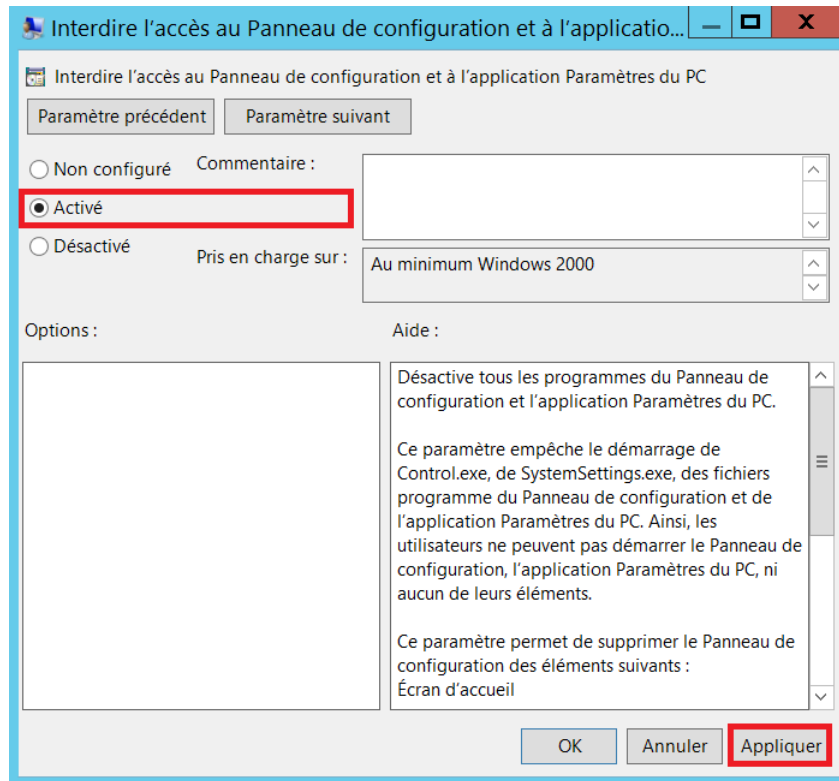 Interdire l'accès au Panneau de configuration et à l'applicatio...
Interdire l'accès au Panneau de configuration et à l'application Paramètres du PC
Paramètre précédent
Paramètre suivant
Non configuré
Commentaire :
Activé
Désactivé
Pris en charge sur :
Au minimum Windows 2000
Options :
Aide :
Désactive tous les programmes du Panneau de
configuration et l'application Paramètres du PC.
Ce paramètre empêche le démarrage de
Control.exe, de SystemSettings.exe, des fichiers
programme du Panneau de configuration et de
l'application Paramètres du PC. Ainsi, les
utilisateurs ne peuvent pas démarrer le Panneau de
configuration, l'application Paramètres du PC, ni
aucun de leurs éléments.
Ce paramètre permet de supprimer le Panneau de
configuration des éléments suivants :
Écran d'accueil
OK
Annuler
Appliquer